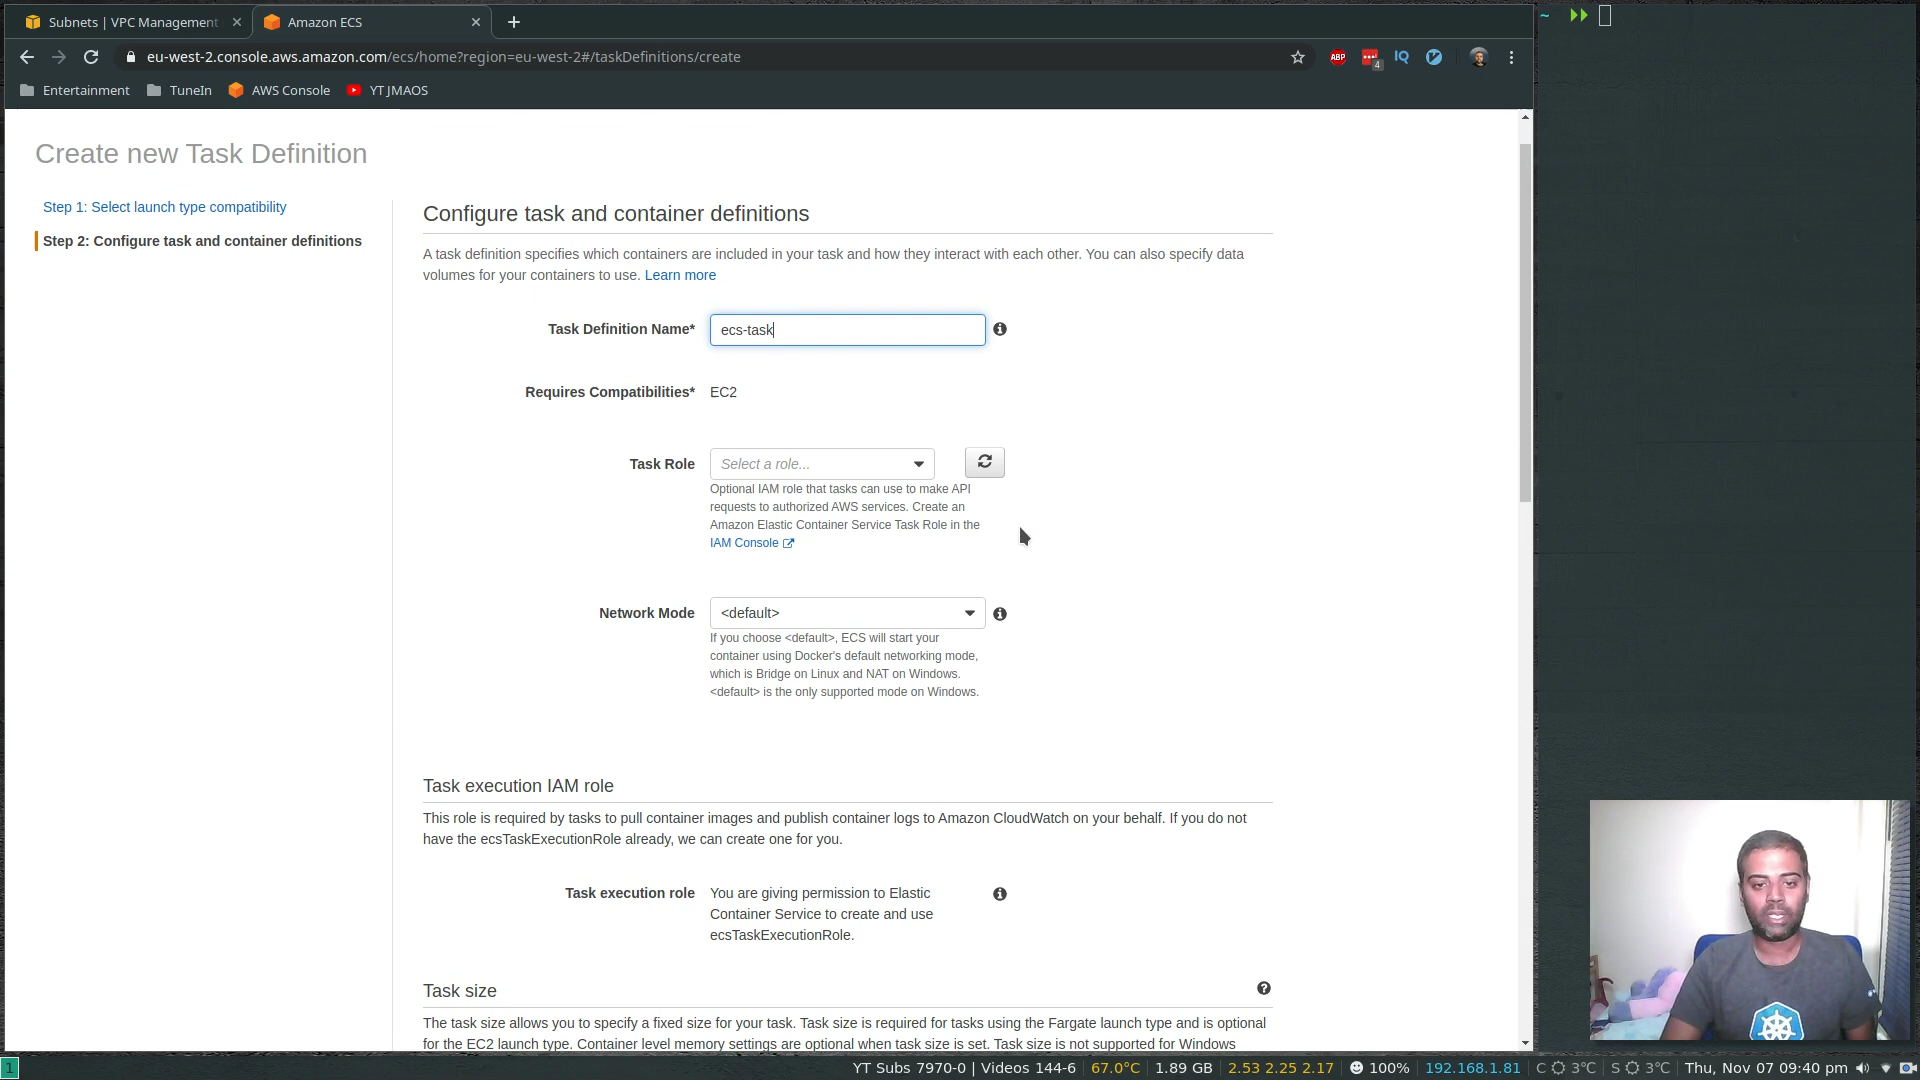 Subnets | VPC Management
Amazon ECS
eu-west-2.console.aws.amazon.com/ecs/home?region=eu-west-2#/taskDefinitions/create
ABP
4
IQ
Entertainment
TuneIn
AWS Console
YT JMAOS
~
Create new Task Definition
Step 1: Select launch type compatibility
Step 2: Configure task and container definitions
Configure task and container definitions
A task definition specifies which containers are included in your task and how they interact with each other. You can also specify data
volumes for your containers to use. Learn more
Task Definition Name*
ecs-task
Requires Compatibilities*
EC2
Task Role
Select a role...
Optional IAM role that tasks can use to make API
requests to authorized AWS services. Create an
Amazon Elastic Container Service Task Role in the
IAM Console
Network Mode
<default>
If you choose <default>, ECS will start your
container using Docker's default networking mode,
which is Bridge on Linux and NAT on Windows.
<default> is the only supported mode on Windows.
Task execution IAM role
This role is required by tasks to pull container images and publish container logs to Amazon CloudWatch on your behalf. If you do not
have the ecsTaskExecutionRole already, we can create one for you.
Task execution role
You are giving permission to Elastic
Container Service to create and use
ecsTaskExecutionRole.
Task size
The task size allows you to specify a fixed size for your task. Task size is required for tasks using the Fargate launch type and is optional
for the EC2 launch type. Container level memory settings are optional when task size is set. Task size is not supported for Windows
1
YT Subs 7970-0 | Videos 144-6
67.0°C
1.89 GB
2.53 2.25 2.17
100%
192.168.1.81
C 3°C
S 3°C
Thu, Nov 07 09:40 pm